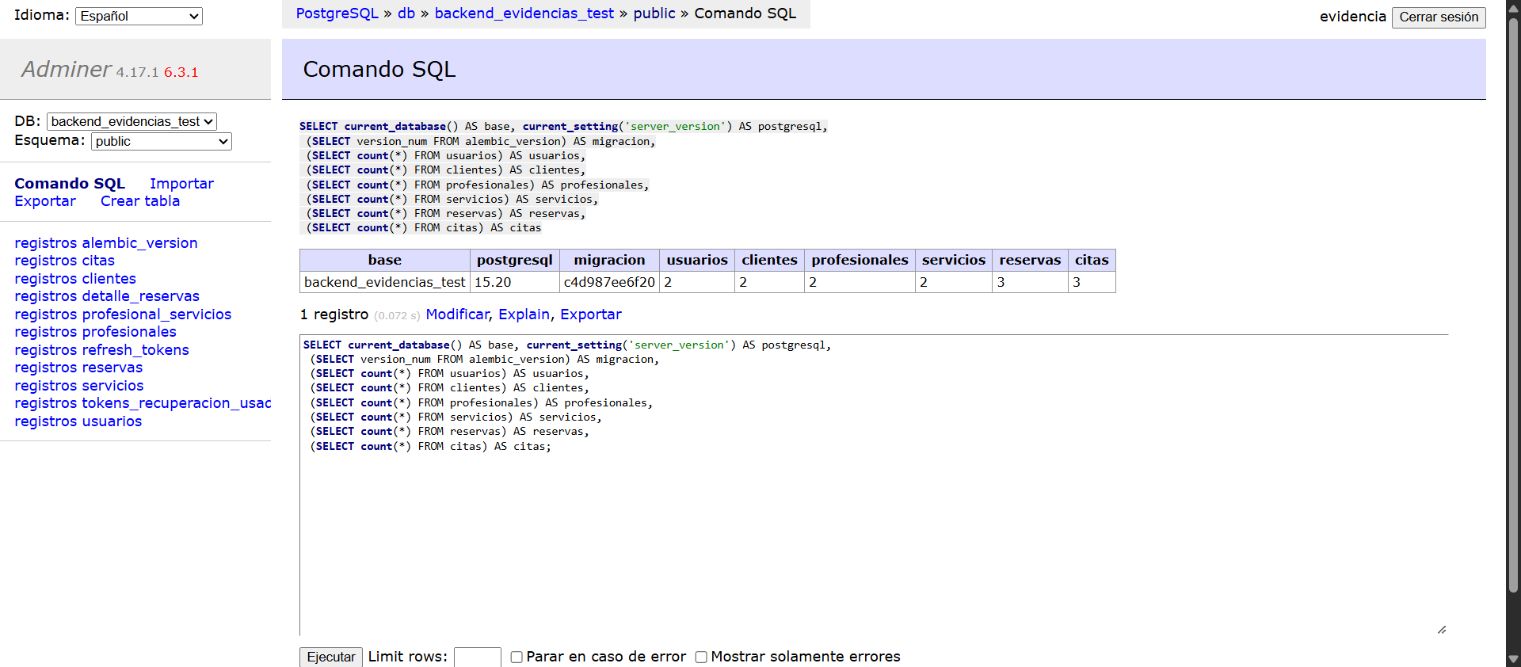 Idioma: Español
PostgreSQL » db » backend_evidencias_test » public » Comando SQL
evidencia Cerrar sesión
Adminer 4.17.1 6.3.1
Comando SQL
DB: backend_evidencias_test
Esquema: public
Comando SQL Importar
Exportar Crear tabla
registros alembic_version
registros citas
registros clientes
registros detalle_reservas
registros profesional_servicios
registros profesionales
registros refresh_tokens
registros reservas
registros servicios
registros tokens_recuperacion_usad
registros usuarios
SELECT current_database() AS base, current_setting('server_version') AS postgresql,
(SELECT version_num FROM alembic_version) AS migracion,
(SELECT count(*) FROM usuarios) AS usuarios,
(SELECT count(*) FROM clientes) AS clientes,
(SELECT count(*) FROM profesionales) AS profesionales,
(SELECT count(*) FROM servicios) AS servicios,
(SELECT count(*) FROM reservas) AS reservas,
(SELECT count(*) FROM citas) AS citas
base postgresql migracion usuarios clientes profesionales servicios reservas citas
backend_evidencias_test 15.20 c4d987ee6f20 2 2 2 2 3 3
1 registro (0.072 s) Modificar, Explain, Exportar
SELECT current_database() AS base, current_setting('server_version') AS postgresql,
(SELECT version_num FROM alembic_version) AS migracion,
(SELECT count(*) FROM usuarios) AS usuarios,
(SELECT count(*) FROM clientes) AS clientes,
(SELECT count(*) FROM profesionales) AS profesionales,
(SELECT count(*) FROM servicios) AS servicios,
(SELECT count(*) FROM reservas) AS reservas,
(SELECT count(*) FROM citas) AS citas;
Ejecutar Limit rows: Parar en caso de error Mostrar solamente errores